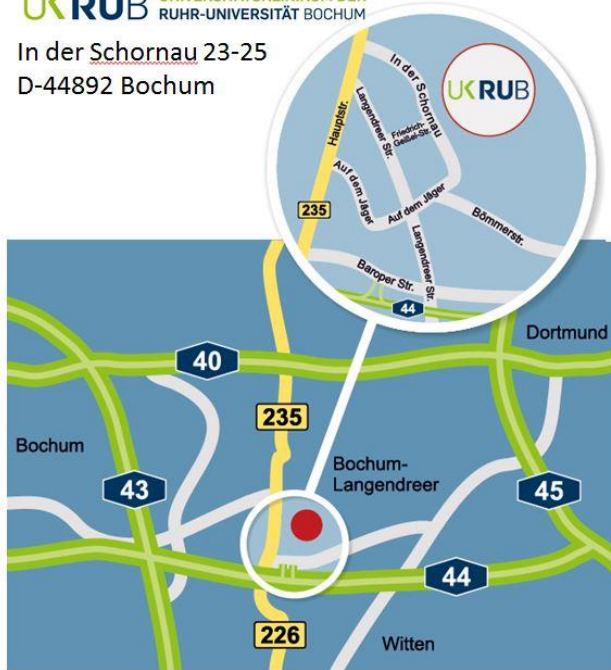 UK RUB
RUHR-UNIVERSITÄT BOCHUM
In der Schornau 23-25
D-44892 Bochum
In der Schornau
UKRUB
Hauptstr.
Langendreer Str.
Friedrich-
Geißel-Str.
Auf dem Jäger
Auf dem Jäger
235
Bömmerstr.
Langendreer Str.
Baroper Str.
44
Dortmund
40
235
Bochum
Bochum-
Langendreer
43
45
44
226
Witten